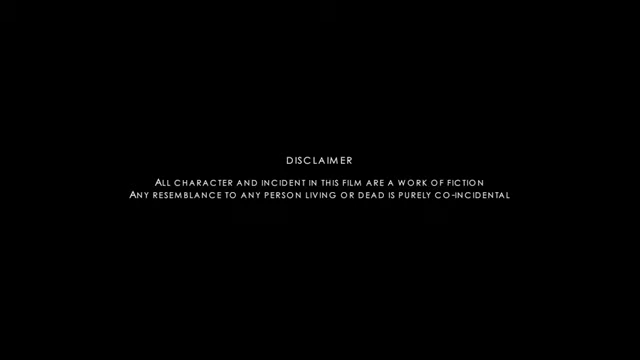 DISCLAIMER
ALL CHARACTER AND INCIDENT IN THIS FILM ARE A WORK OF FICTION
ANY RESEMBLANCE TO ANY PERSON LIVING OR DEAD IS PURELY CO-INCIDENTAL